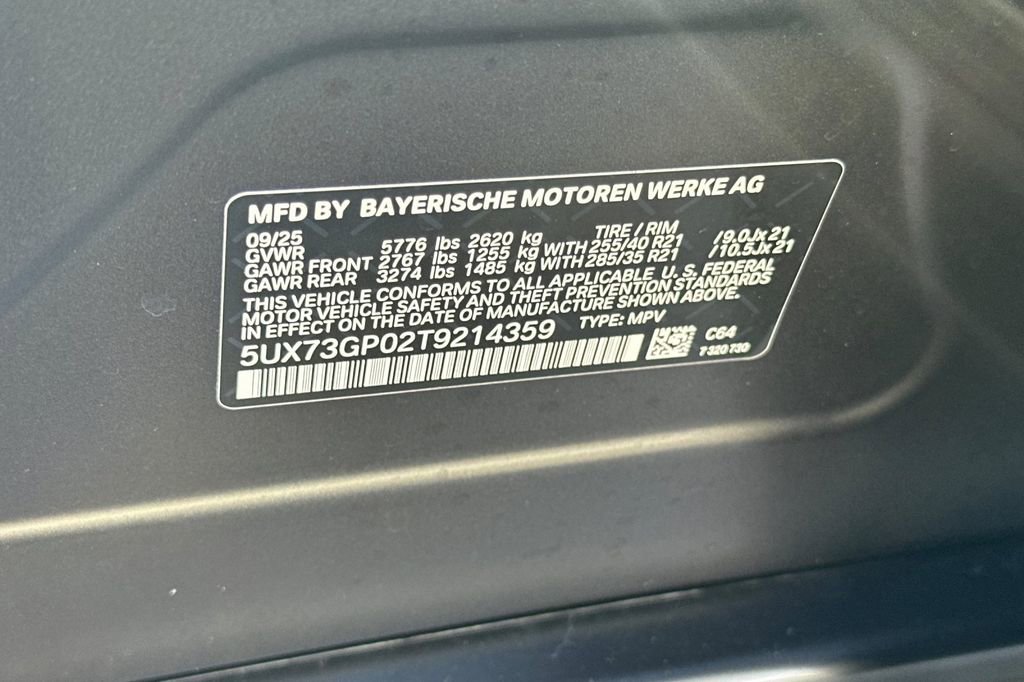 MFD BY BAYERISCHE MOTOREN WERKE AG
09/25 TIRE / RIM
GVWR 5776 lbs 2620 kg
GAWR FRONT 2767 lbs 1255 kg WITH 255/40 R21 /9.0Jx21
GAWR REAR 3274 lbs 1485 kg WITH 285/35 R21 /10.5Jx21
THIS VEHICLE CONFORMS TO ALL APPLICABLE U. S. FEDERAL
MOTOR VEHICLE SAFETY AND THEFT PREVENTION STANDARDS
IN EFFECT ON THE DATE OF MANUFACTURE SHOWN ABOVE.
5UX73GP02T9214359 TYPE: MPV
C64
7 320 730